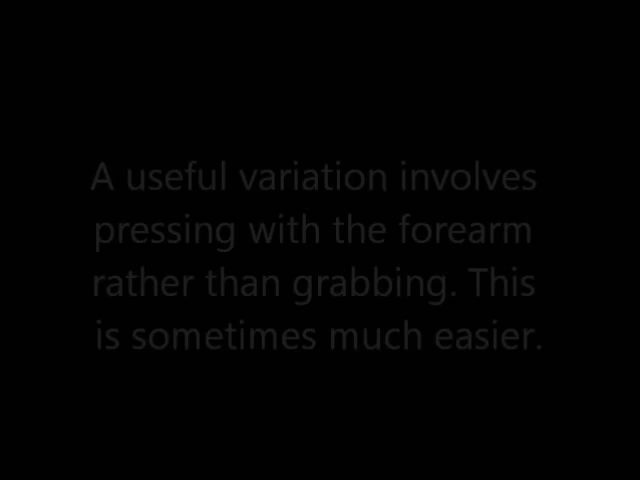 A useful variation involves
pressing with the forearm
rather than grabbing. This
is sometimes much easier.